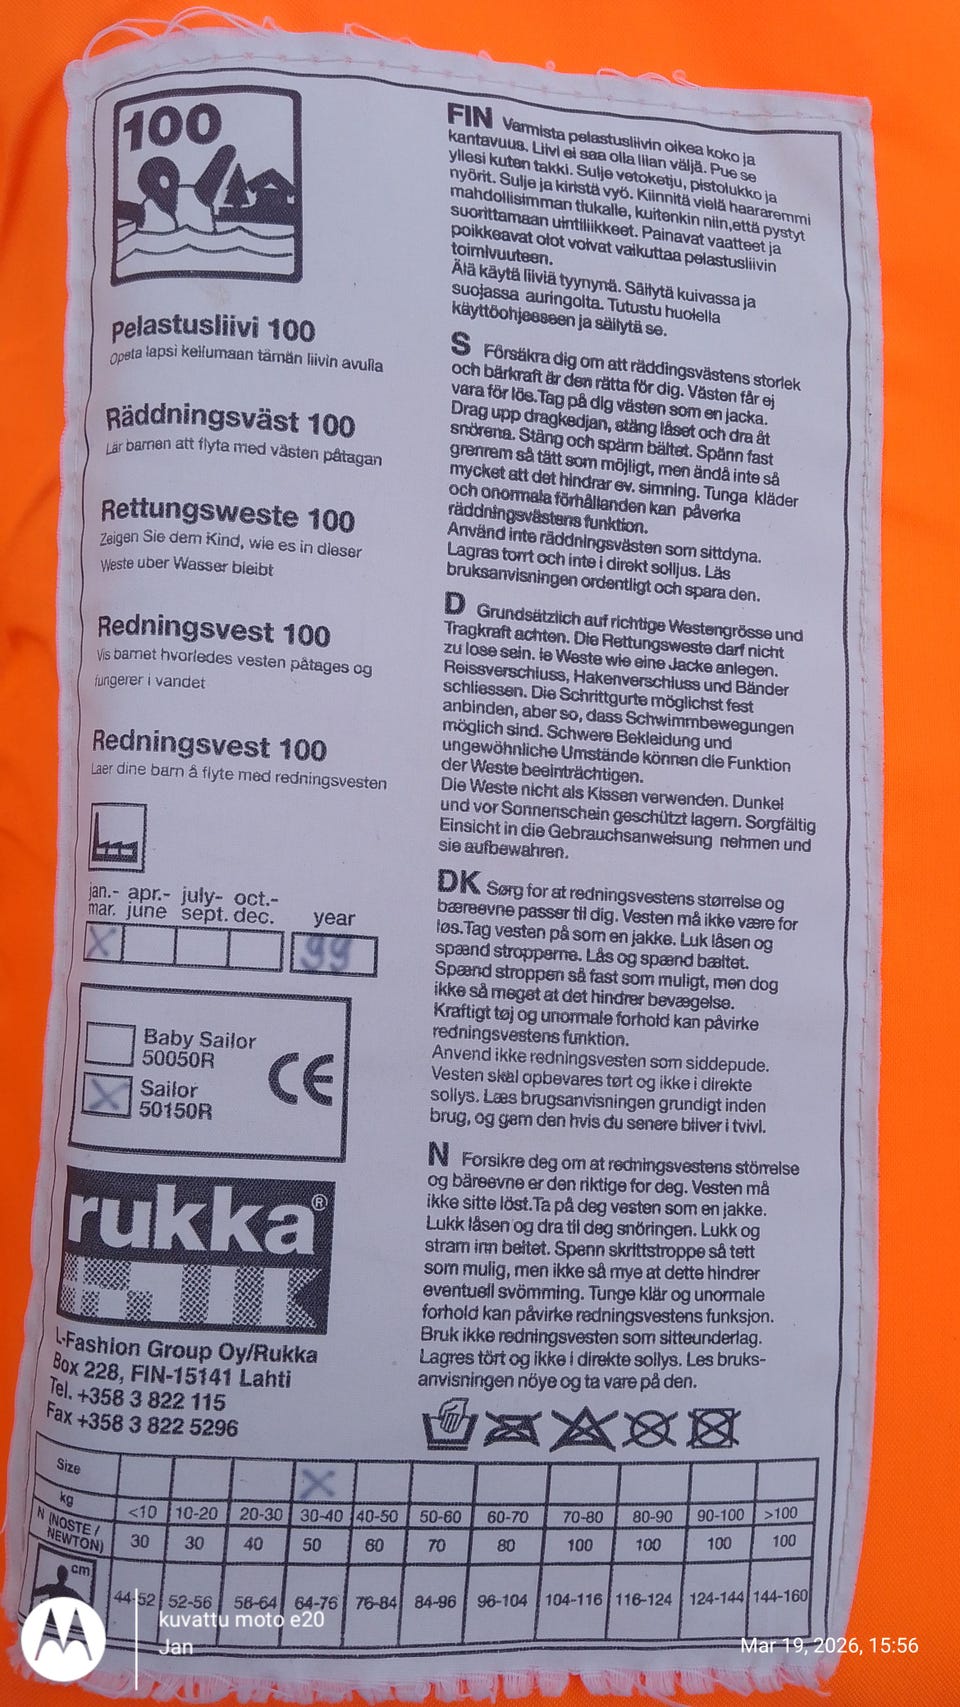 100
Pelastusliivi 100
Opeta lapsi kellumaan tämän liivin avulla
Räddningsväst 100
Lär barnen att flyta med västen påtagan
Rettungsweste 100
Zeigen Sie dem Kind, wie es in dieser
Weste uber Wasser bleibt
Redningsvest 100
Vis barnet hvorledes vesten påtages og
fungerer i vandet
Redningsvest 100
Laer dine barn å flyte med redningsvesten
jan.- apr.- july- oct.-
mar. june sept. dec. year
X 99
Baby Sailor
50050R
X Sailor
50150R
CE
rukka®
L-Fashion Group Oy/Rukka
Box 228, FIN-15141 Lahti
Tel. +358 3 822 115
Fax +358 3 822 5296
FIN Varmista pelastusliivin oikea koko ja
kantavuus. Liivi ei saa olla liian väljä. Pue se
yllesi kuten takki. Sulje vetoketju, pistolukko ja
nyörit. Sulje ja kiristä vyö. Kiinnitä vielä haararemmi
mahdollisimman tiukalle, kuitenkin niin,että pystyt
suorittamaan uintiliikkeet. Painavat vaatteet ja
poikkeavat olot voivat vaikuttaa pelastusliivin
toimivuuteen.
Älä käytä liiviä tyynynä. Säilytä kuivassa ja
suojassa auringolta. Tutustu huolella
käyttöohjeeseen ja säilytä se.
S Försäkra dig om att räddingsvästens storlek
och bärkraft är den rätta för dig. Västen får ej
vara för lös.Tag på dig västen som en jacka.
Drag upp dragkedjan, stäng låset och dra åt
snörena. Stäng och spänn bältet. Spänn fast
grenrem så tätt som möjligt, men ändå inte så
mycket att det hindrar ev. simning. Tunga kläder
och onormala förhållanden kan påverka
räddningsvästens funktion.
Använd inte räddningsvästen som sittdyna.
Lagras torrt och inte i direkt solljus. Läs
bruksanvisningen ordentligt och spara den.
D Grundsätzlich auf richtige Westengrösse und
Tragkraft achten. Die Rettungsweste darf nicht
zu lose sein. ie Weste wie eine Jacke anlegen.
Reissverschluss, Hakenverschluss und Bänder
schliessen. Die Schrittgurte möglichst fest
anbinden, aber so, dass Schwimmbewegungen
möglich sind. Schwere Bekleidung und
ungewöhnliche Umstände können die Funktion
der Weste beeinträchtigen.
Die Weste nicht als Kissen verwenden. Dunkel
und vor Sonnenschein geschützt lagern. Sorgfältig
Einsicht in die Gebrauchsanweisung nehmen und
sie aufbewahren.
DK Sørg for at redningsvestens størrelse og
bæreevne passer til dig. Vesten må ikke være for
løs.Tag vesten på som en jakke. Luk låsen og
spænd stropperne. Lås og spænd bæltet.
Spænd stroppen så fast som muligt, men dog
ikke så meget at det hindrer bevægelse.
Kraftigt tøj og unormale forhold kan påvirke
redningsvestens funktion.
Anvend ikke redningsvesten som siddepude.
Vesten skal opbevares tørt og ikke i direkte
sollys. Læs brugsanvisningen grundigt inden
brug, og gem den hvis du senere bliver i tvivl.
N Forsikre deg om at redningsvestens störrelse
og bäreevne er den riktige for deg. Vesten må
ikke sitte löst.Ta på deg vesten som en jakke.
Lukk låsen og dra til deg snöringen. Lukk og
stram inn beltet. Spenn skrittstroppe så tett
som mulig, men ikke så mye at dette hindrer
eventuell svömming. Tunge klär og unormale
forhold kan påvirke redningsvestens funksjon.
Bruk ikke redningsvesten som sitteunderlag.
Lagres tört og ikke i direkte sollys. Les bruks-
anvisningen nöye og ta vare på den.
Size X
kg <10 10-20 20-30 30-40 40-50 50-60 60-70 70-80 80-90 90-100 >100
N (NOSTE / NEWTON) 30 30 40 50 60 70 80 100 100 100 100
cm 44-52 52-56 56-64 64-76 76-84 84-96 96-104 104-116 116-124 124-144 144-160
kuvattu moto e20
Jan
Mar 19, 2026, 15:56